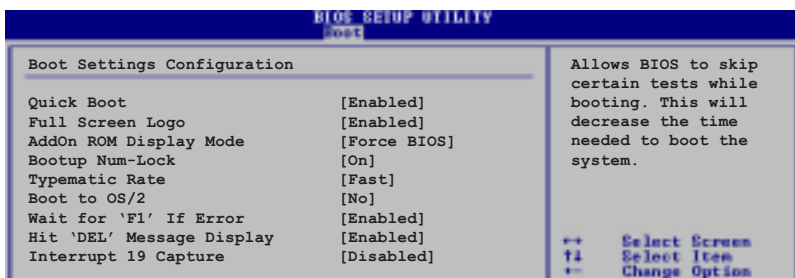 BIOS SETUP UTILITY
Boot
Boot Settings Configuration
Quick Boot [Enabled]
Full Screen Logo [Enabled]
AddOn ROM Display Mode [Force BIOS]
Bootup Num-Lock [On]
Typematic Rate [Fast]
Boot to OS/2 [No]
Wait for ‘F1’ If Error [Enabled]
Hit ‘DEL’ Message Display [Enabled]
Interrupt 19 Capture [Disabled]
Allows BIOS to skip
certain tests while
booting. This will
decrease the time
needed to boot the
system.
↔ Select Screen
↑↓ Select Item
+- Change Option